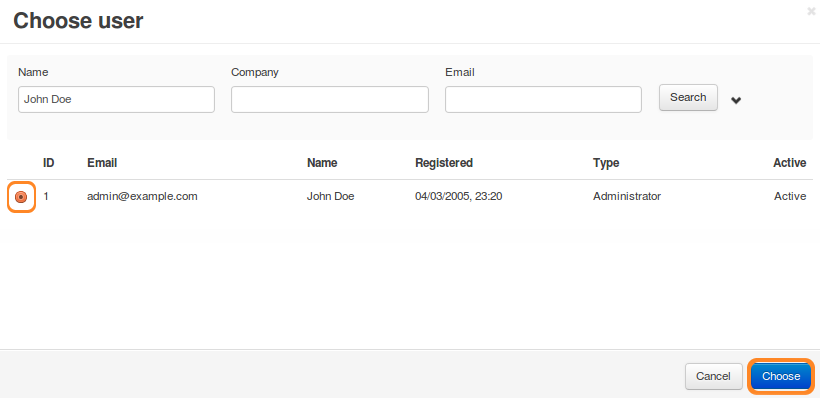 Choose user
Name Company Email
John Doe Search
ID Email Name Registered Type Active
1 admin@example.com John Doe 04/03/2005, 23:20 Administrator Active
Cancel Choose